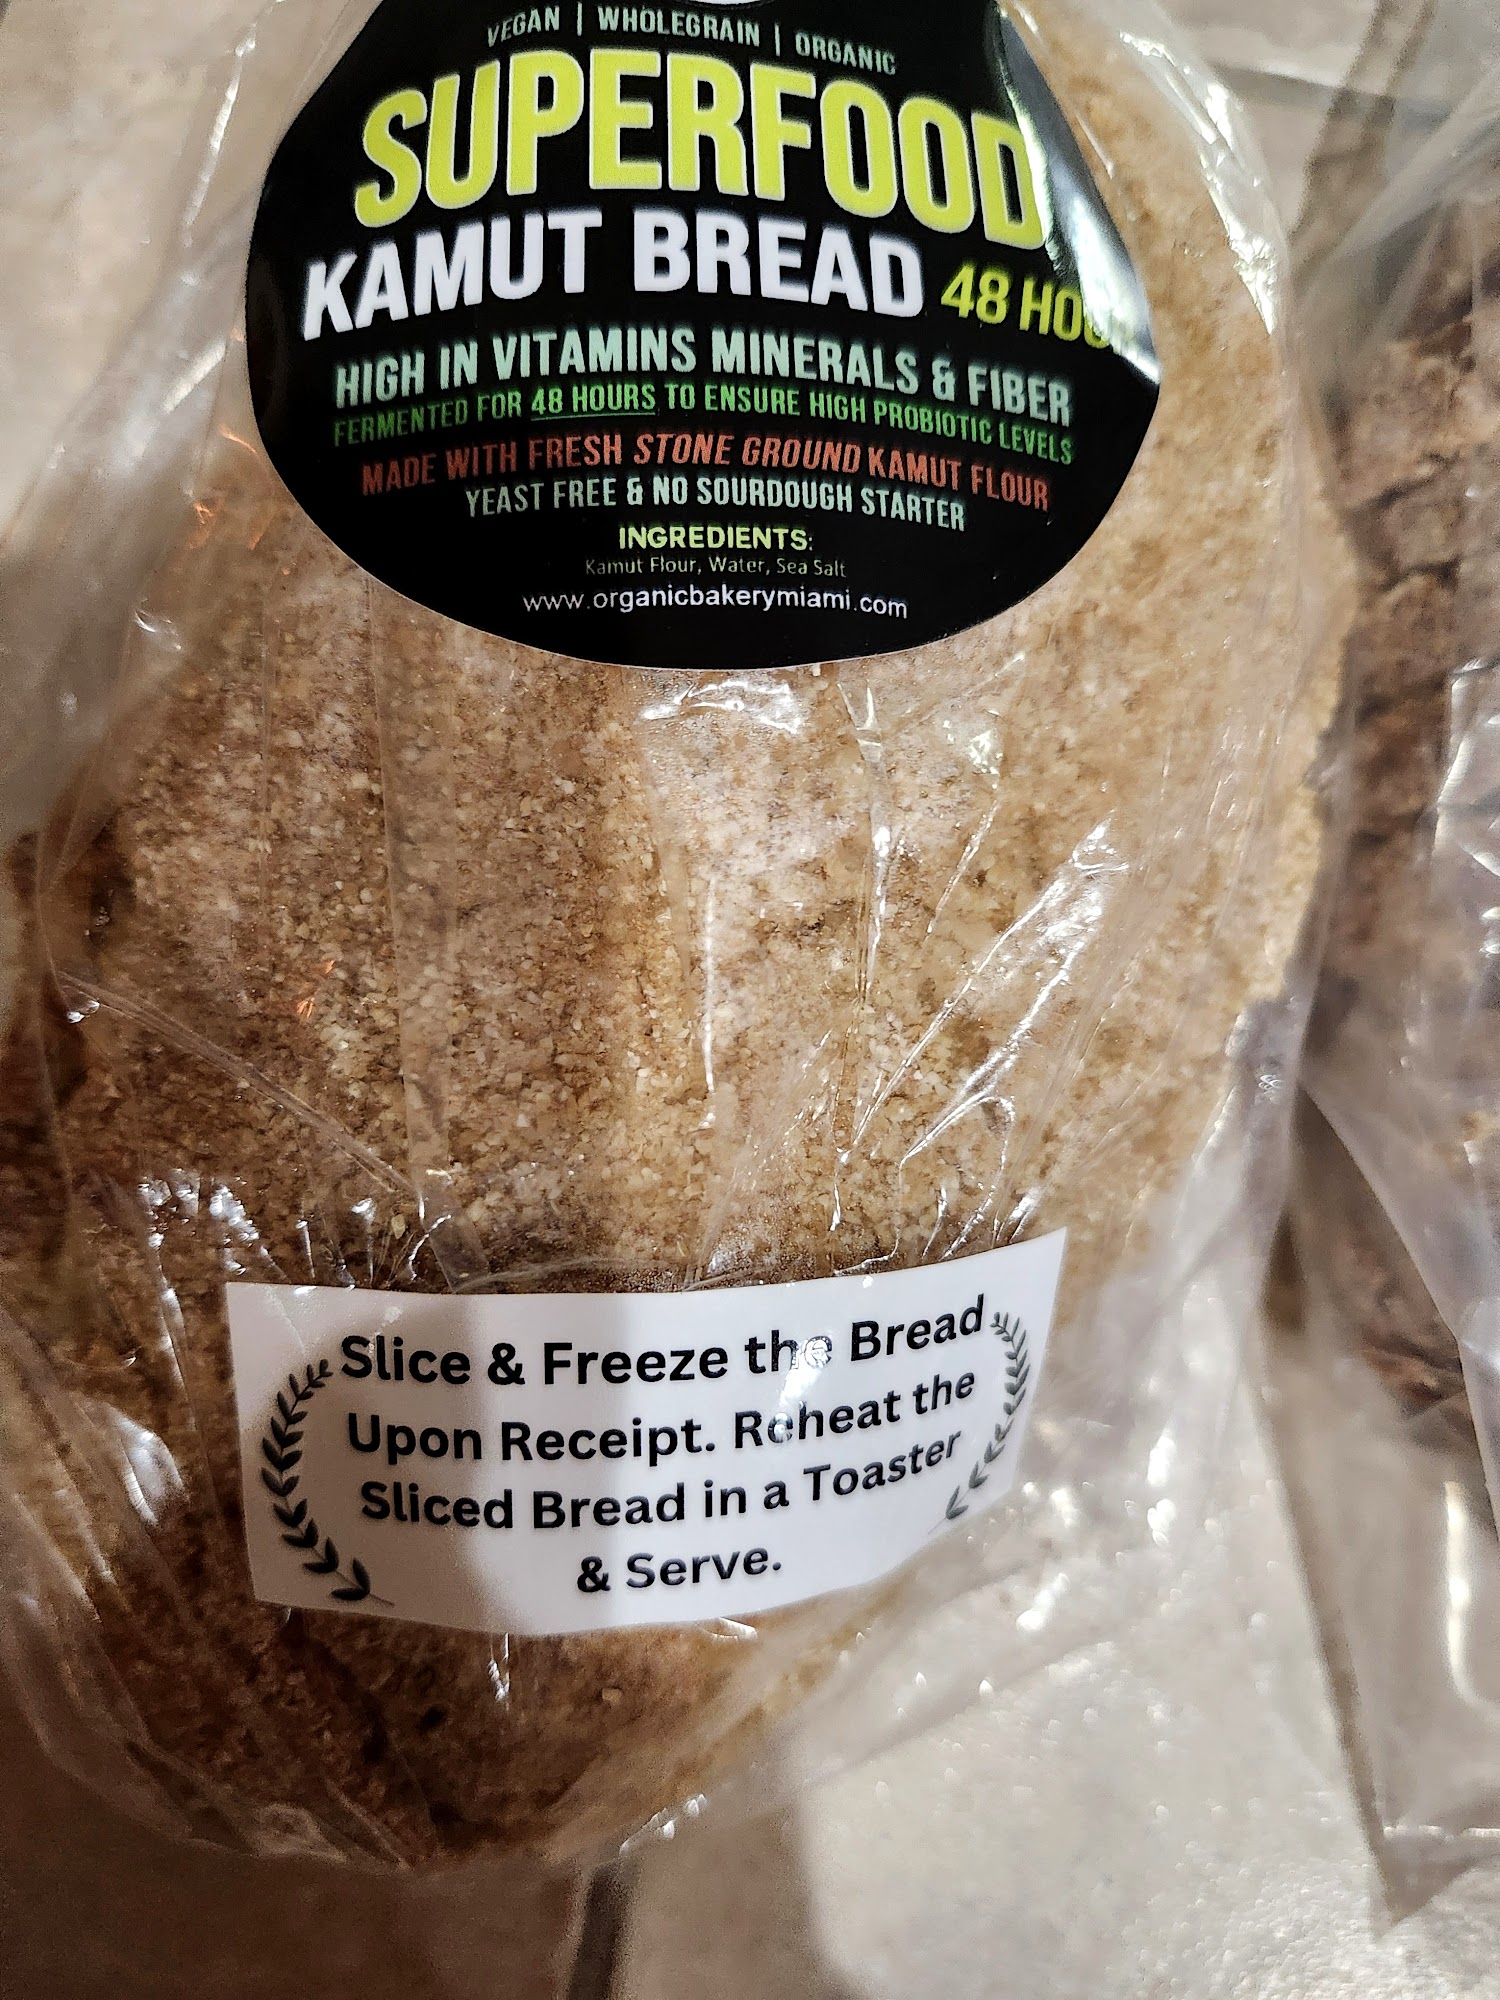 VEGAN | WHOLEGRAIN | ORGANIC
SUPERFOOD
KAMUT BREAD 48 HOUR
HIGH IN VITAMINS MINERALS & FIBER
FERMENTED FOR 48 HOURS TO ENSURE HIGH PROBIOTIC LEVELS
MADE WITH FRESH STONE GROUND KAMUT FLOUR
YEAST FREE & NO SOURDOUGH STARTER
INGREDIENTS:
Kamut Flour, Water, Sea Salt
www.organicbakerymiami.com
Slice & Freeze the Bread
Upon Receipt. Reheat the
Sliced Bread in a Toaster
& Serve.